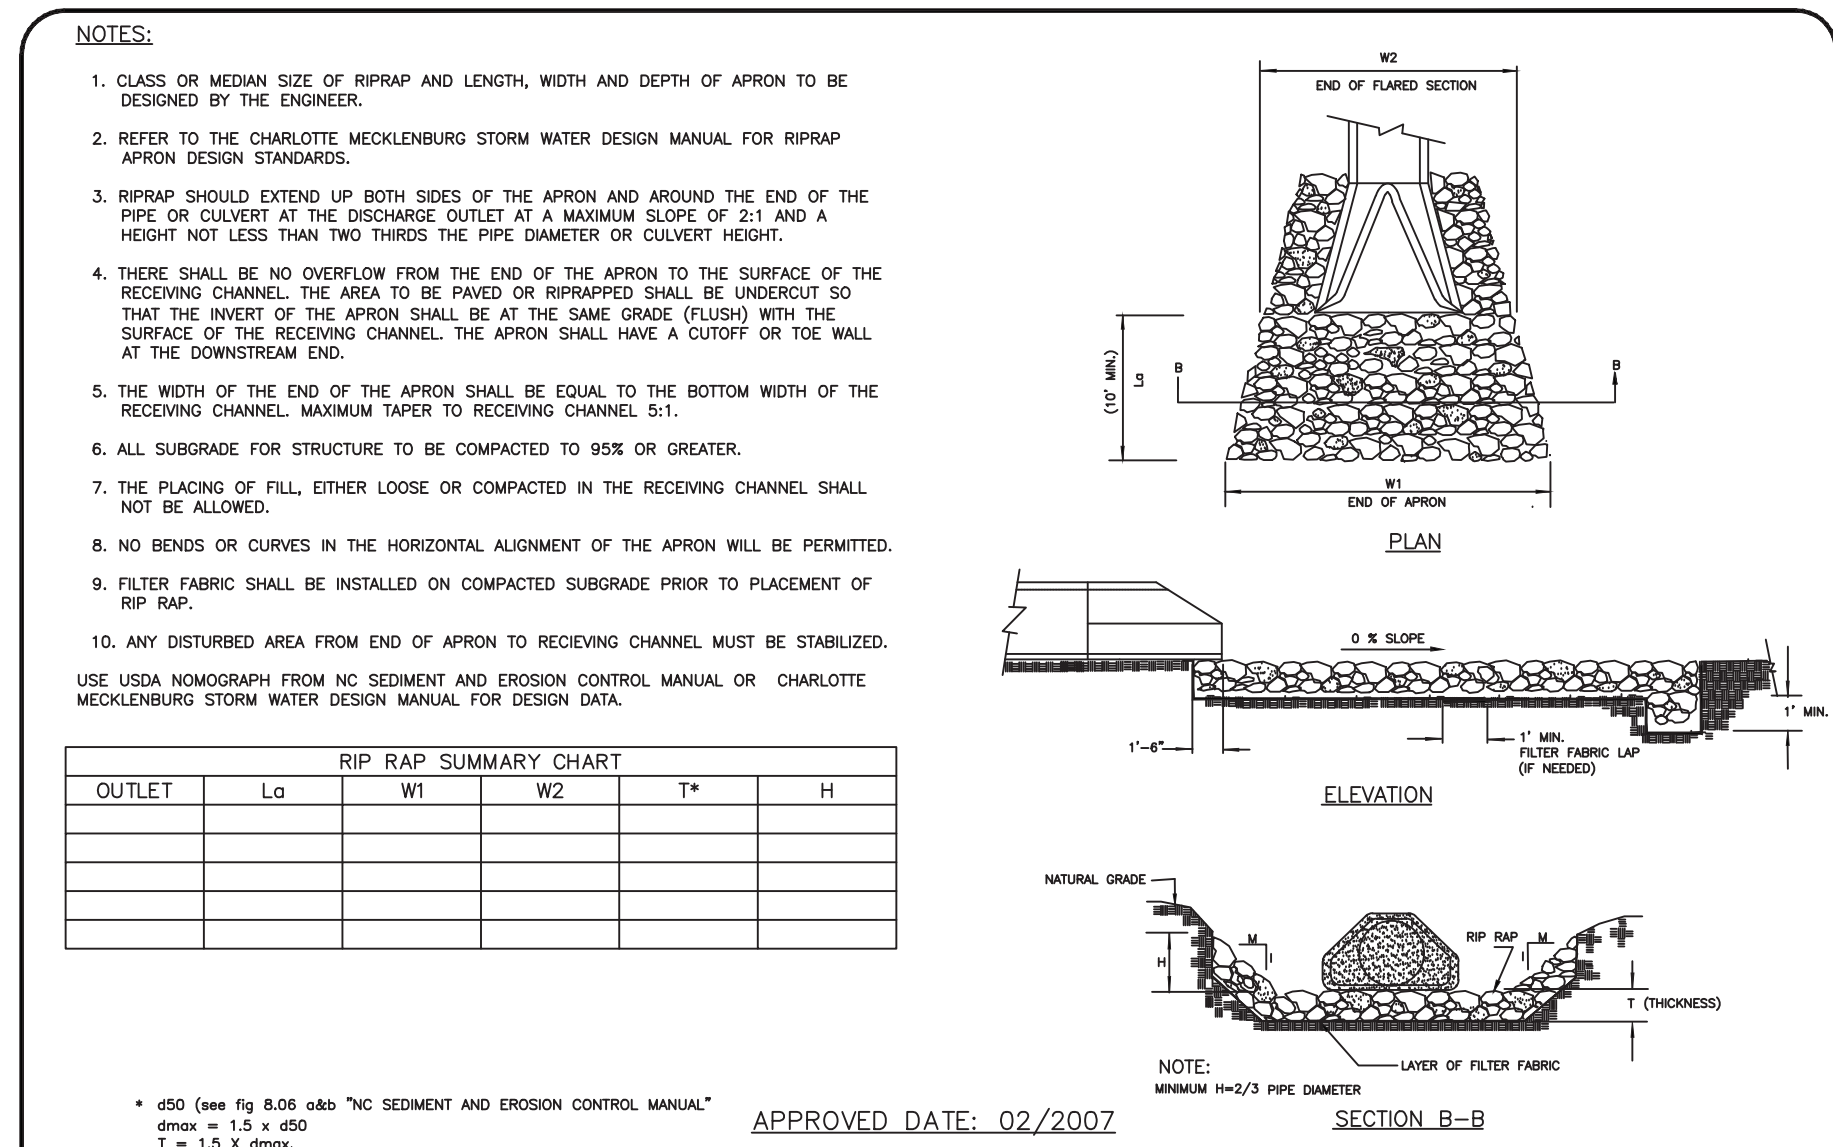 NOTES:
1. CLASS OR MEDIAN SIZE OF RIPRAP AND LENGTH, WIDTH AND DEPTH OF APRON TO BE
DESIGNED BY THE ENGINEER.
2. REFER TO THE CHARLOTTE MECKLENBURG STORM WATER DESIGN MANUAL FOR RIPRAP
APRON DESIGN STANDARDS.
3. RIPRAP SHOULD EXTEND UP BOTH SIDES OF THE APRON AND AROUND THE END OF THE
PIPE OR CULVERT AT THE DISCHARGE OUTLET AT A MAXIMUM SLOPE OF 2:1 AND A
HEIGHT NOT LESS THAN TWO THIRDS THE PIPE DIAMETER OR CULVERT HEIGHT.
4. THERE SHALL BE NO OVERFLOW FROM THE END OF THE APRON TO THE SURFACE OF THE
RECEIVING CHANNEL. THE AREA TO BE PAVED OR RIPRAPPED SHALL BE UNDERCUT SO
THAT THE INVERT OF THE APRON SHALL BE AT THE SAME GRADE (FLUSH) WITH THE
SURFACE OF THE RECEIVING CHANNEL. THE APRON SHALL HAVE A CUTOFF OR TOE WALL
AT THE DOWNSTREAM END.
5. THE WIDTH OF THE END OF THE APRON SHALL BE EQUAL TO THE BOTTOM WIDTH OF THE
RECEIVING CHANNEL. MAXIMUM TAPER TO RECEIVING CHANNEL 5:1.
6. ALL SUBGRADE FOR STRUCTURE TO BE COMPACTED TO 95% OR GREATER.
7. THE PLACING OF FILL, EITHER LOOSE OR COMPACTED IN THE RECEIVING CHANNEL SHALL
NOT BE ALLOWED.
8. NO BENDS OR CURVES IN THE HORIZONTAL ALIGNMENT OF THE APRON WILL BE PERMITTED.
9. FILTER FABRIC SHALL BE INSTALLED ON COMPACTED SUBGRADE PRIOR TO PLACEMENT OF
RIP RAP.
10. ANY DISTURBED AREA FROM END OF APRON TO RECIEVING CHANNEL MUST BE STABILIZED.
USE USDA NOMOGRAPH FROM NC SEDIMENT AND EROSION CONTROL MANUAL OR CHARLOTTE
MECKLENBURG STORM WATER DESIGN MANUAL FOR DESIGN DATA.
RIP RAP SUMMARY CHART
OUTLET La W1 W2 T* H
* d50 (see fig 8.06 a&b "NC SEDIMENT AND EROSION CONTROL MANUAL"
dmax = 1.5 x d50
T = 1.5 X dmax.
APPROVED DATE: 02/2007
W2
END OF FLARED SECTION
(10' MIN.)
La
B
B
W1
END OF APRON
PLAN
0 % SLOPE
1' MIN.
1'-6"
1' MIN.
FILTER FABRIC LAP
(IF NEEDED)
ELEVATION
NATURAL GRADE
M
1
H
RIP RAP
M
1
T (THICKNESS)
LAYER OF FILTER FABRIC
NOTE:
MINIMUM H=2/3 PIPE DIAMETER
SECTION B-B